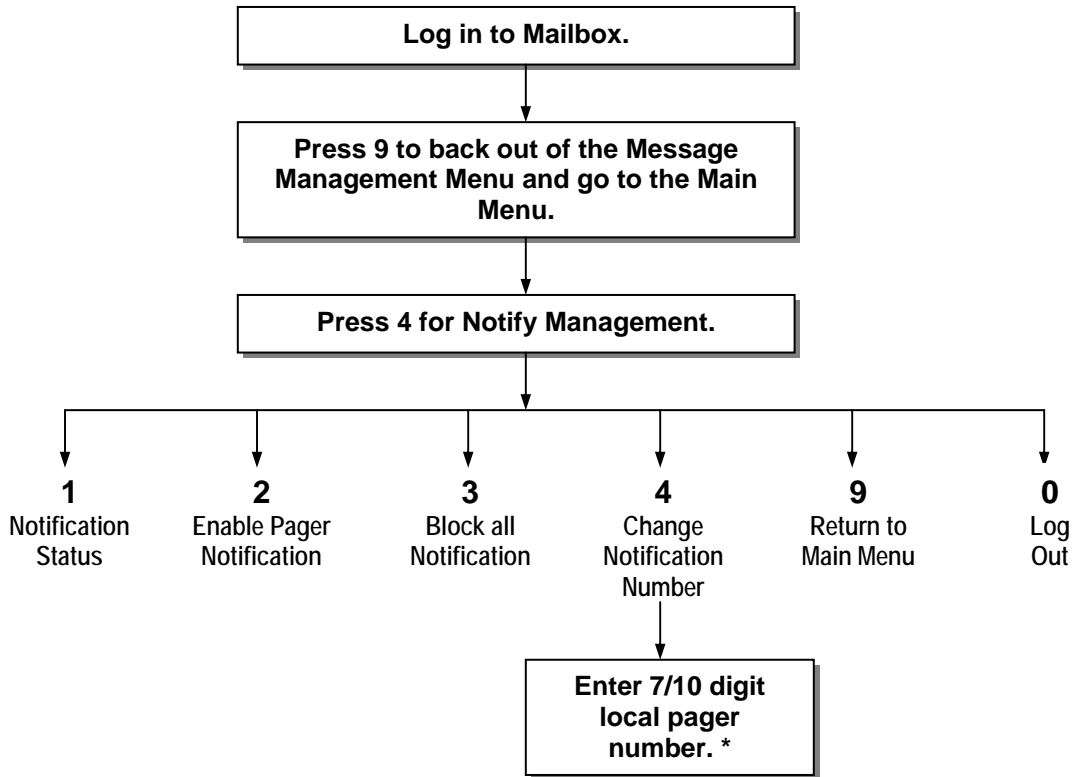 Log in to Mailbox.
Press 9 to back out of the Message
Management Menu and go to the Main
Menu.
Press 4 for Notify Management.
1
Notification
Status
2
Enable Pager
Notification
3
Block all
Notification
4
Change
Notification
Number
9
Return to
Main Menu
0
Log
Out
Enter 7/10 digit
local pager
number. *